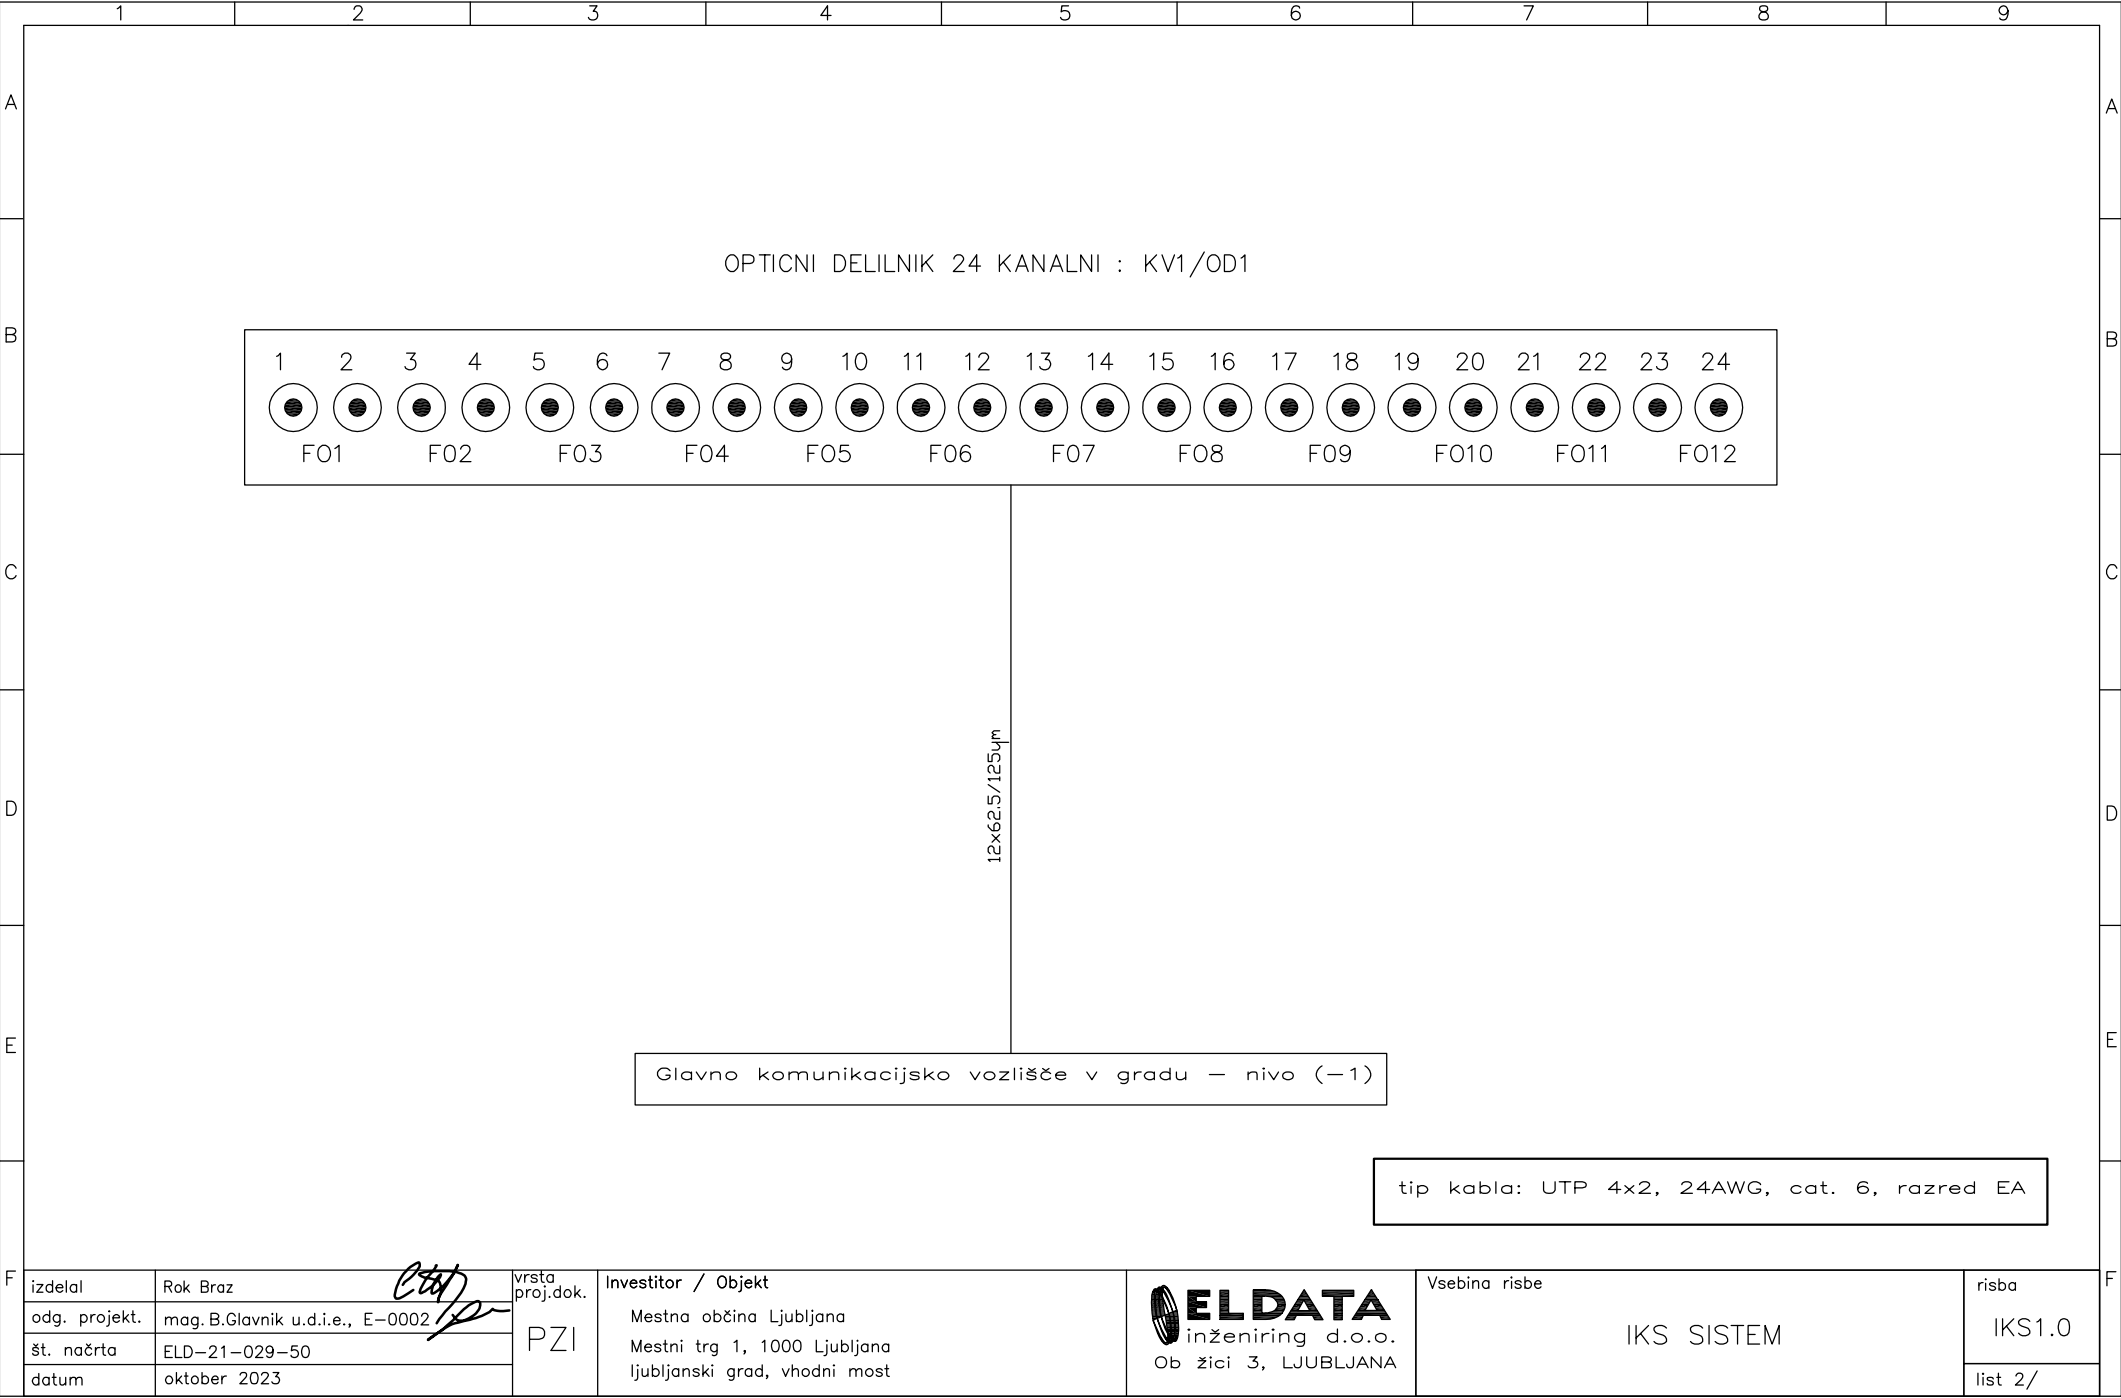 1 2 3 4 5 6 7 8 9
A A
OPTICNI DELILNIK 24 KANALNI : KV1/OD1
B B
1 2 3 4 5 6 7 8 9 10 11 12 13 14 15 16 17 18 19 20 21 22 23 24
FO1 FO2 FO3 FO4 FO5 FO6 FO7 FO8 FO9 FO10 FO11 FO12
C C
12x62.5/125um
D D
E E
Glavno komunikacijsko vozlišče v gradu – nivo (–1)
tip kabla: UTP 4x2, 24AWG, cat. 6, razred EA
F F
izdelal Rok Braz
odg. projekt. mag. B.Glavnik u.d.i.e., E–0002
št. načrta ELD–21–029–50
datum oktober 2023
vrsta
proj.dok.
PZI
Investitor / Objekt
Mestna občina Ljubljana
Mestni trg 1, 1000 Ljubljana
ljubljanski grad, vhodni most
ELDATA
inženiring d.o.o.
Ob žici 3, LJUBLJANA
Vsebina risbe
IKS SISTEM
risba
IKS1.0
list 2/